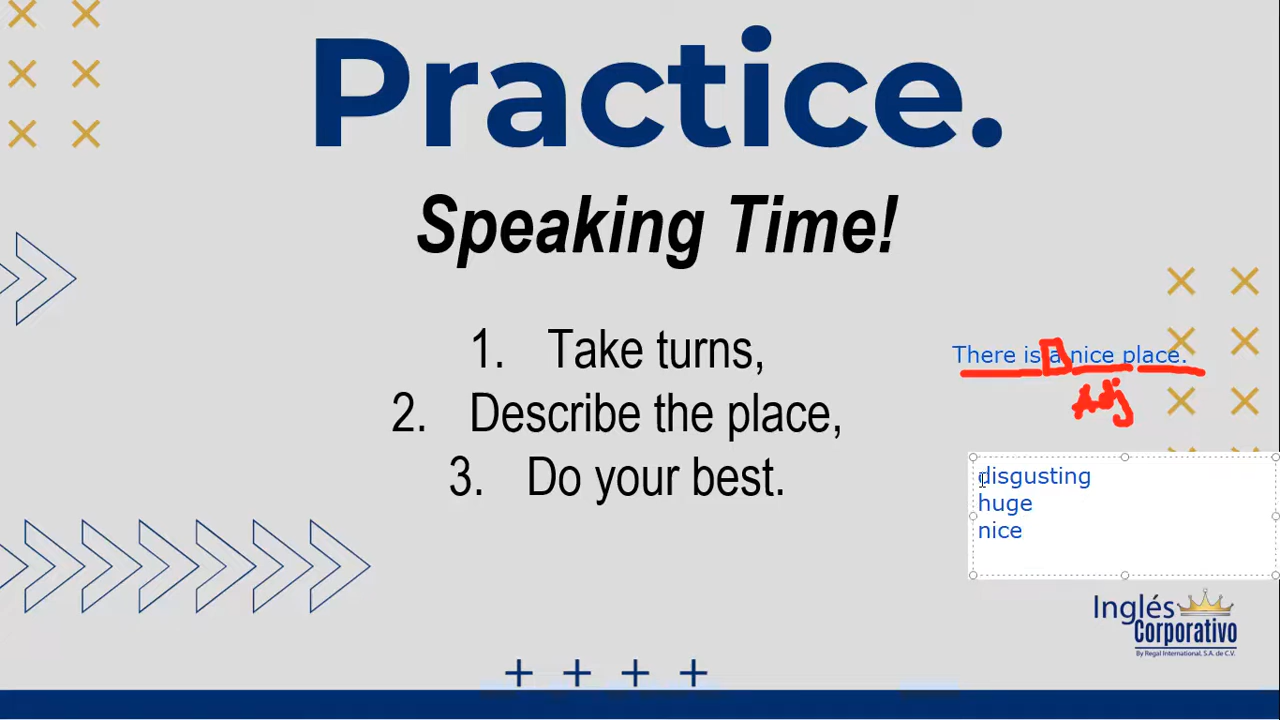 Practice.
Speaking Time!
1. Take turns,
2. Describe the place,
3. Do your best.
There is a nice place.
Adj
disgusting
huge
nice
Inglés
Corporativo
By Regal International, S.A. de C.V.